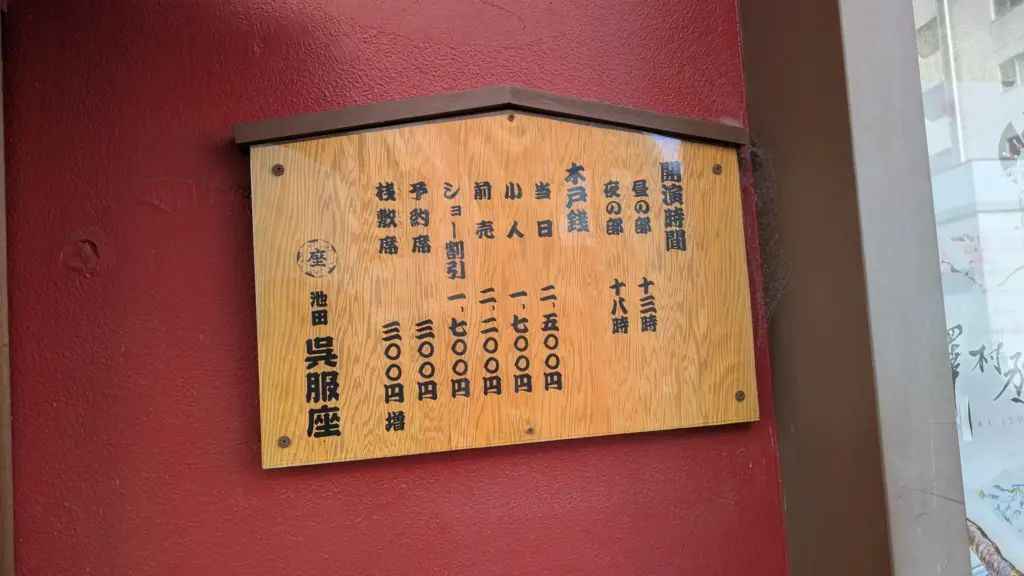 開演時間
昼の部 十三時
夜の部 十八時
木戸銭
当日 二、五〇〇円
小人 一、七〇〇円
前売 二、二〇〇円
ショー割引 一、七〇〇円
予約席 三〇〇円
桟敷席 三〇〇円増
座 池田 呉服座
村